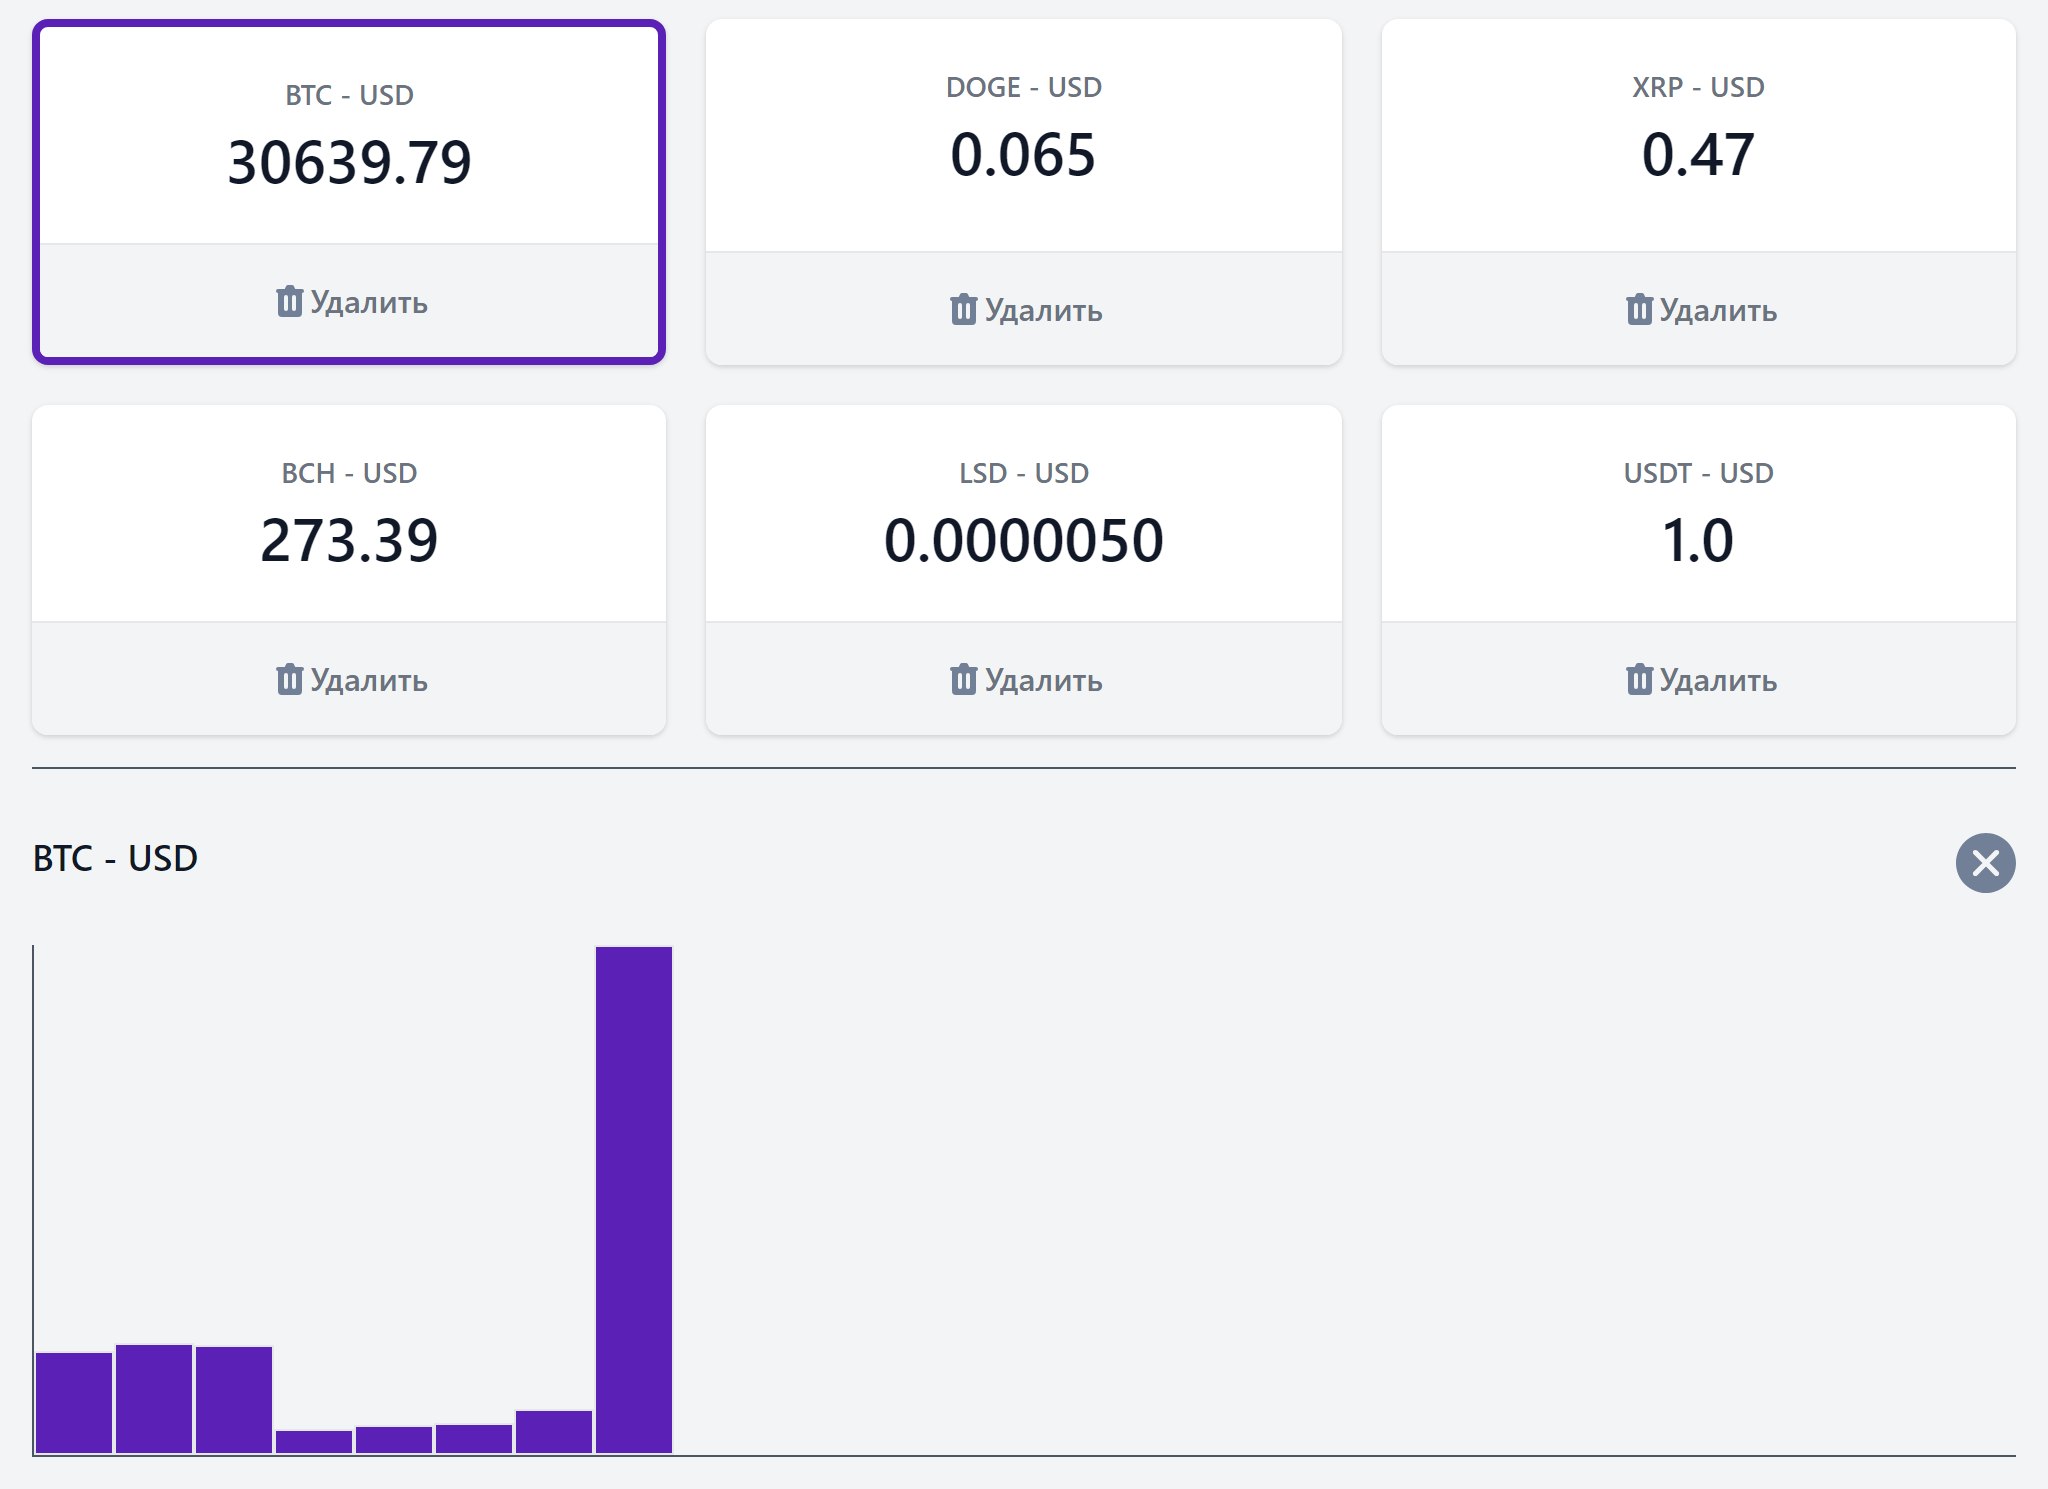 BTC - USD
30639.79
Удалить
DOGE - USD
0.065
Удалить
XRP - USD
0.47
Удалить
BCH - USD
273.39
Удалить
LSD - USD
0.0000050
Удалить
USDT - USD
1.0
Удалить
BTC - USD